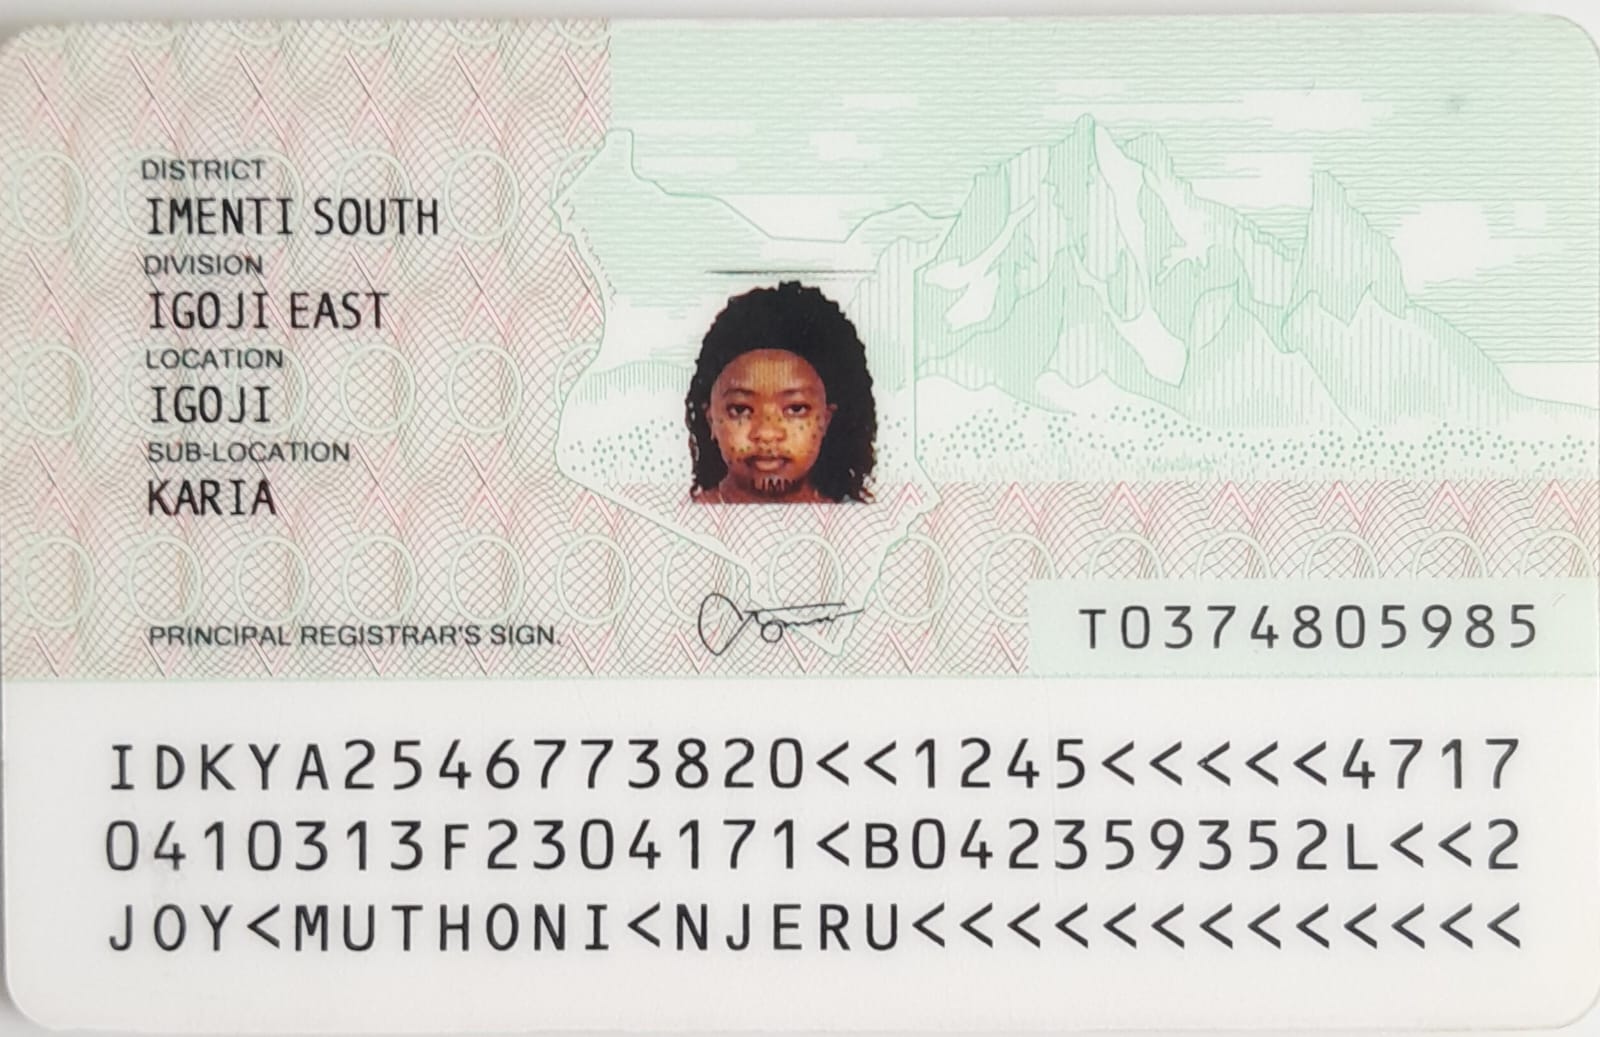 DISTRICT
IMENTI SOUTH
DIVISION
IGOJI EAST
LOCATION
IGOJI
SUB-LOCATION
KARIA
PRINCIPAL REGISTRAR'S SIGN.
T0374805985
IDKYA2546773820<<1245<<<<<4717
0410313F2304171<B042359352L<<2
JOY<MUTHONI<NJERU<<<<<<<<<<<<<